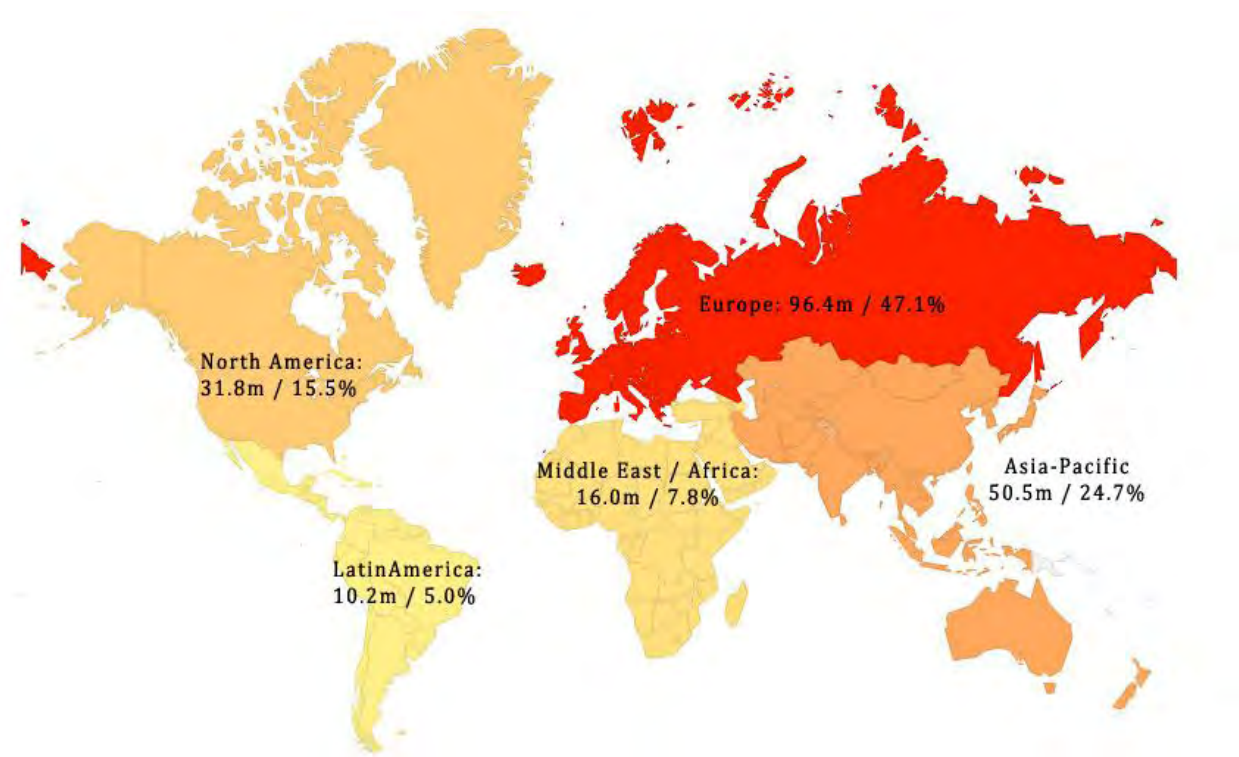 Europe: 96.4m / 47.1%
North America:
31.8m / 15.5%
Middle East / Africa:
16.0m / 7.8%
Asia-Pacific
50.5m / 24.7%
LatinAmerica:
10.2m / 5.0%